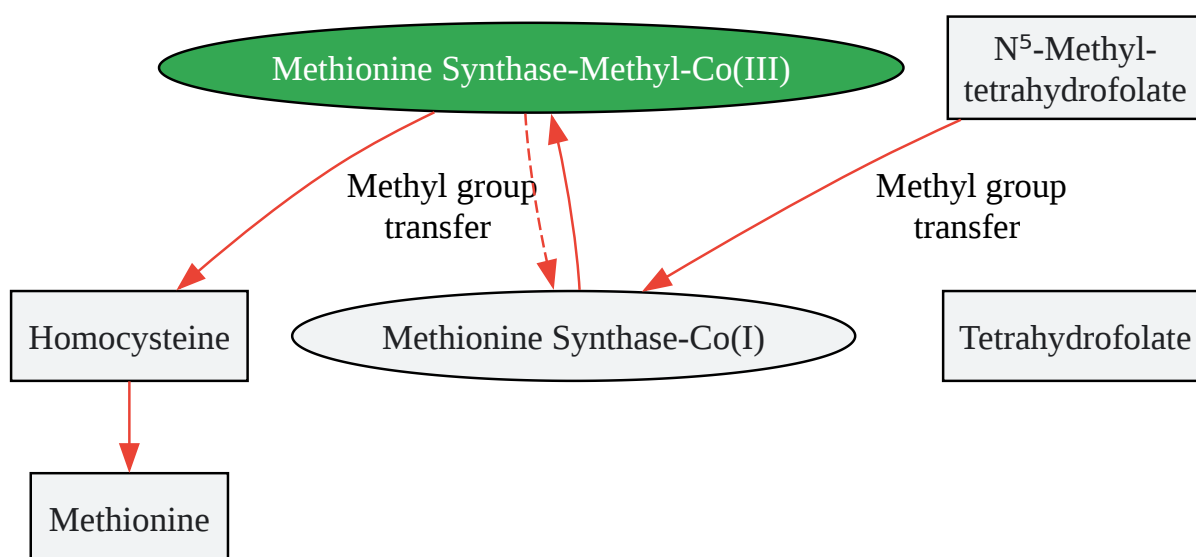 Methionine Synthase-Methyl-Co(III)
N⁵-Methyl-
tetrahydrofolate
Methyl group
transfer
Methyl group
transfer
Homocysteine
Methionine Synthase-Co(I)
Tetrahydrofolate
Methionine